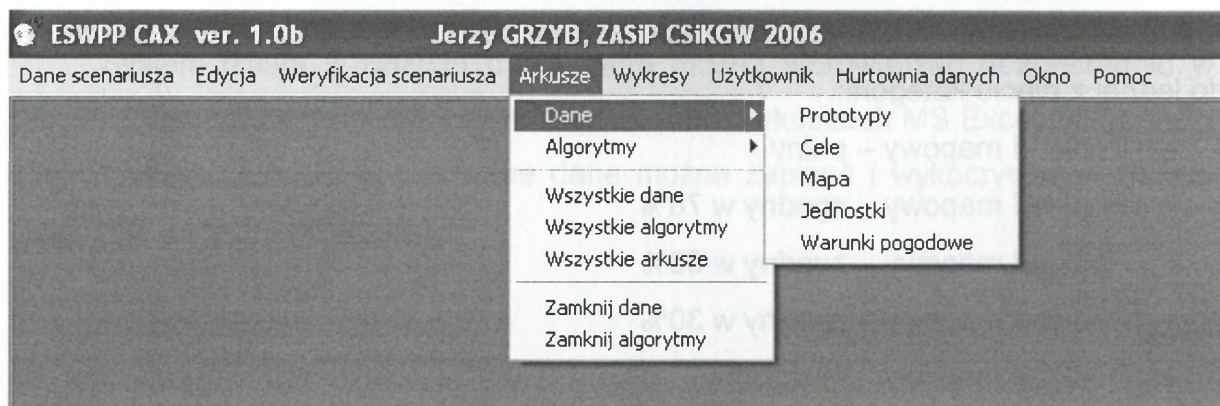 ESWPP CAX ver. 1.0b Jerzy GRZYB, ZASiP CSiKGW 2006
Dane scenariusza Edycja Weryfikacja scenariusza Arkusze Wykresy Użytkownik Hurtownia danych Okno Pomoc
Dane
Algorytmy
Wszystkie dane
Wszystkie algorytmy
Wszystkie arkusze
Zamknij dane
Zamknij algorytmy
Prototypy
Cele
Mapa
Jednostki
Warunki pogodowe